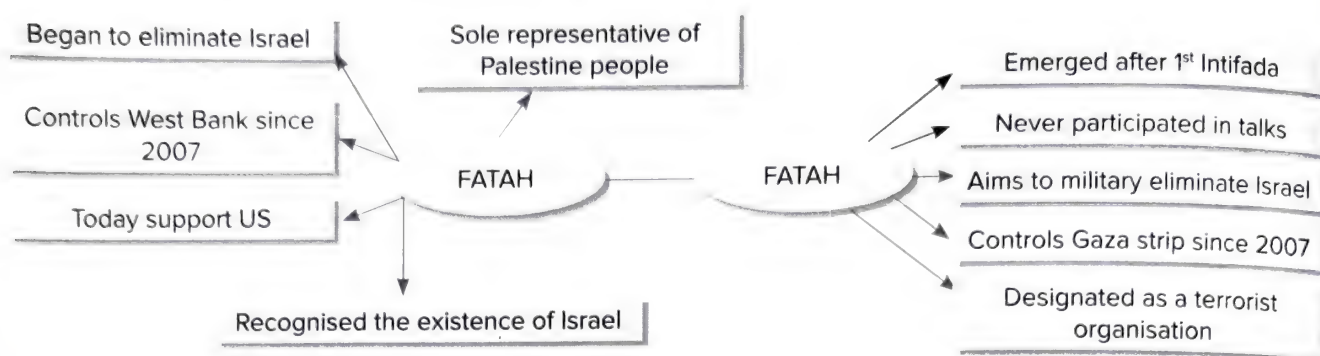 Began to eliminate Israel
Controls West Bank since
2007
Today support US
Sole representative of
Palestine people
FATAH
Recognised the existence of Israel
FATAH
Emerged after 1st Intifada
Never participated in talks
Aims to military eliminate Israel
Controls Gaza strip since 2007
Designated as a terrorist
organisation